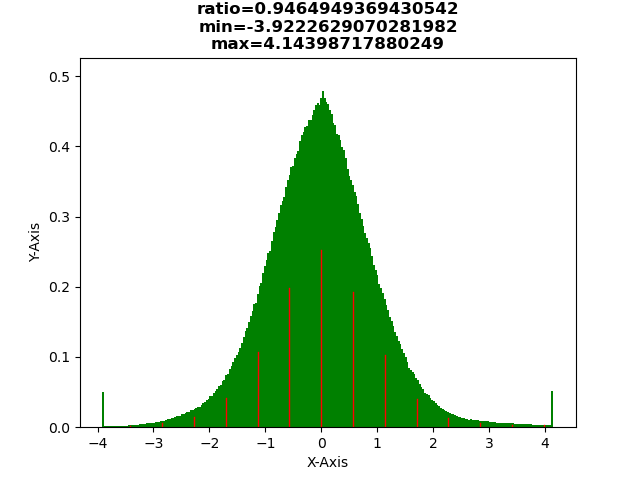 ratio=0.9464949369430542
min=-3.9222629070281982
max=4.14398717880249
0.5
0.4
0.3
0.2
0.1
0.0
Y-Axis
−4 −3 −2 −1 0 1 2 3 4
X-Axis